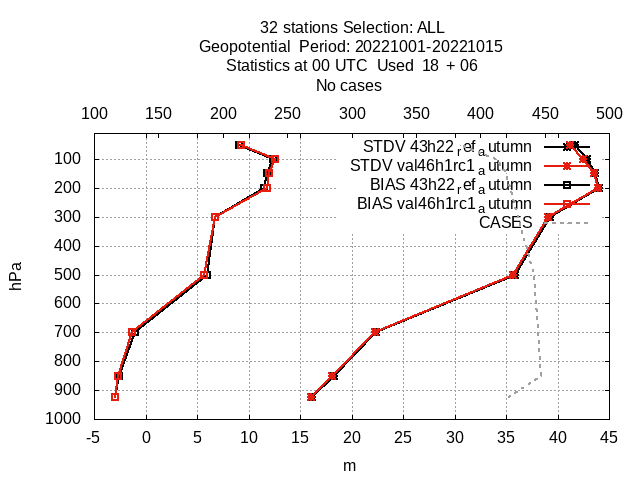 32 stations Selection: ALL
Geopotential  Period: 20221001-20221015
Statistics at 00 UTC  Used  18  + 06
No cases
100 150 200 250 300 350 400 450 500
STDV 43h22_ref_autumn
STDV val46h1rc1_autumn
BIAS 43h22_ref_autumn
BIAS val46h1rc1_autumn
CASES
100
200
300
400
500
600
700
800
900
1000
hPa
-5 0 5 10 15 20 25 30 35 40 45
m